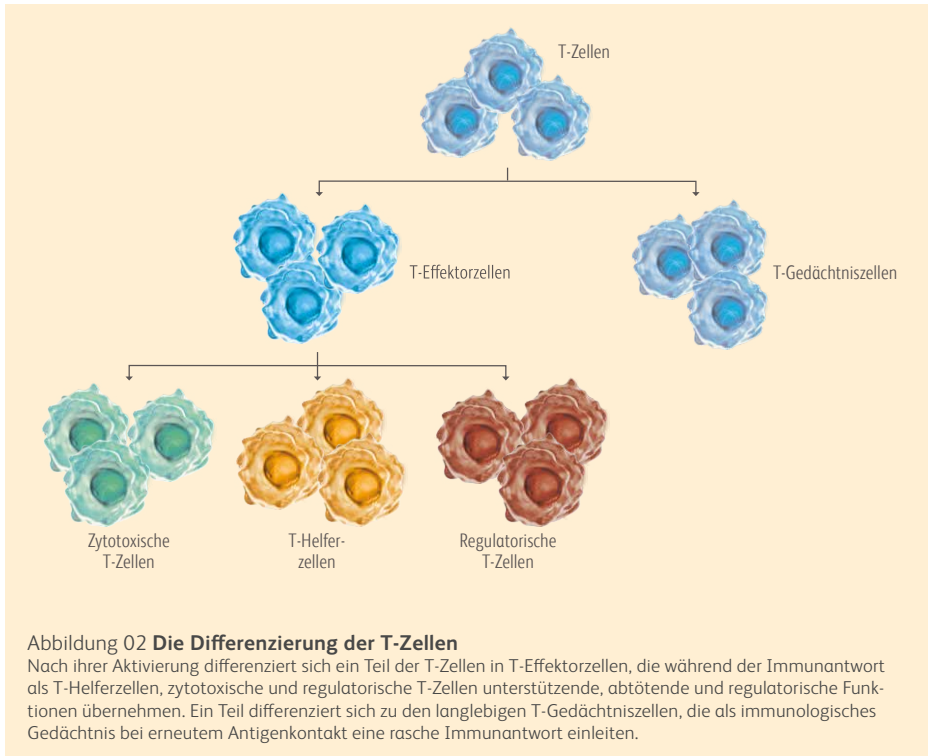 T-Zellen
T-Effektorzellen
T-Gedächtniszellen
Zytotoxische
T-Zellen
T-Helfer-
zellen
Regulatorische
T-Zellen
Abbildung 02 Die Differenzierung der T-Zellen
Nach ihrer Aktivierung differenziert sich ein Teil der T-Zellen in T-Effektorzellen, die während der Immunantwort
als T-Helferzellen, zytotoxische und regulatorische T-Zellen unterstützende, abtötende und regulatorische Funk-
tionen übernehmen. Ein Teil differenziert sich zu den langlebigen T-Gedächtniszellen, die als immunologisches
Gedächtnis bei erneutem Antigenkontakt eine rasche Immunantwort einleiten.